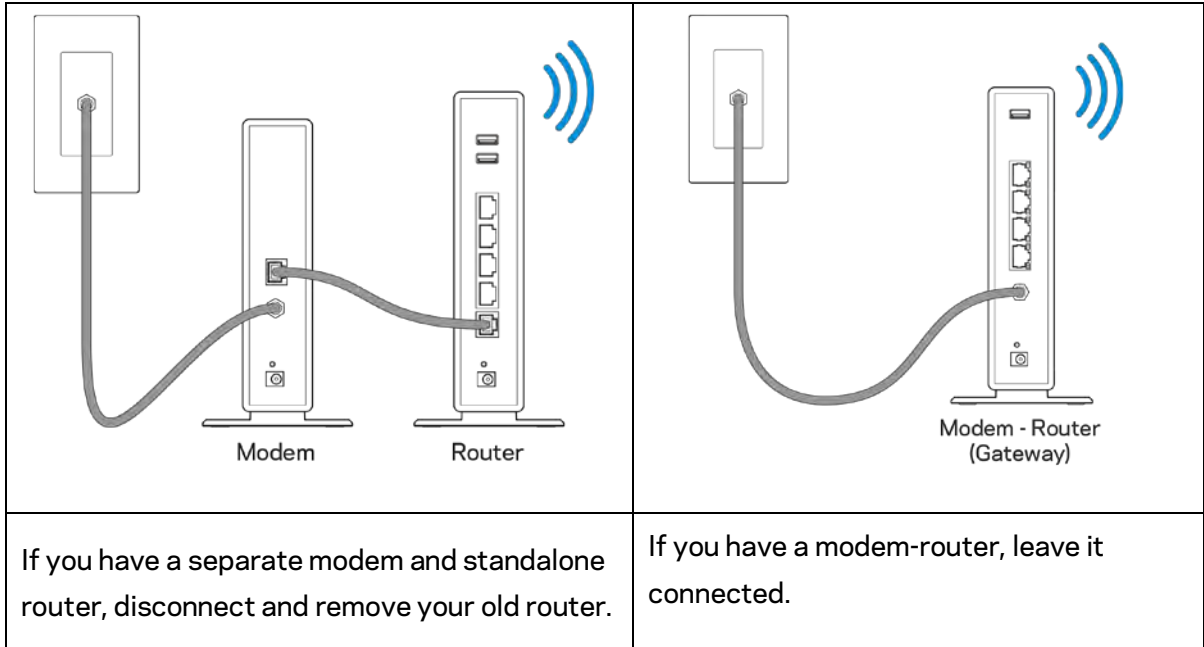 Modem
Router
Modem - Router
(Gateway)
If you have a separate modem and standalone
router, disconnect and remove your old router.
If you have a modem-router, leave it
connected.